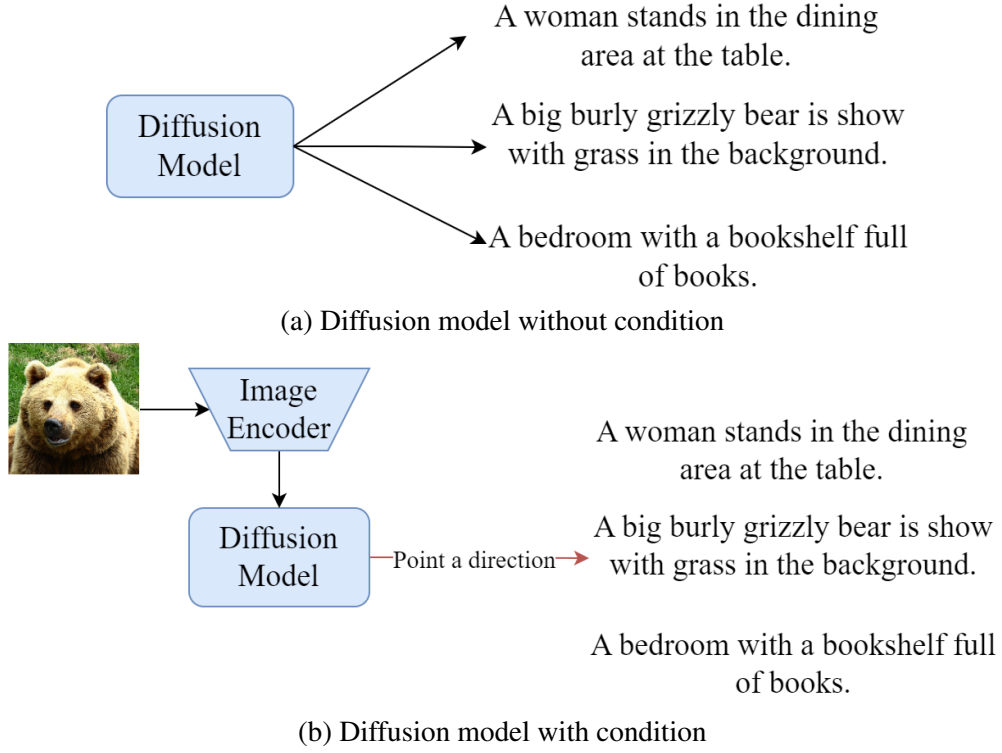 A woman stands in the dining
area at the table.
Diffusion
Model
A big burly grizzly bear is show
with grass in the background.
A bedroom with a bookshelf full
of books.
(a) Diffusion model without condition
Image
Encoder
A woman stands in the dining
area at the table.
Diffusion
Model
Point a direction
A big burly grizzly bear is show
with grass in the background.
A bedroom with a bookshelf full
of books.
(b) Diffusion model with condition